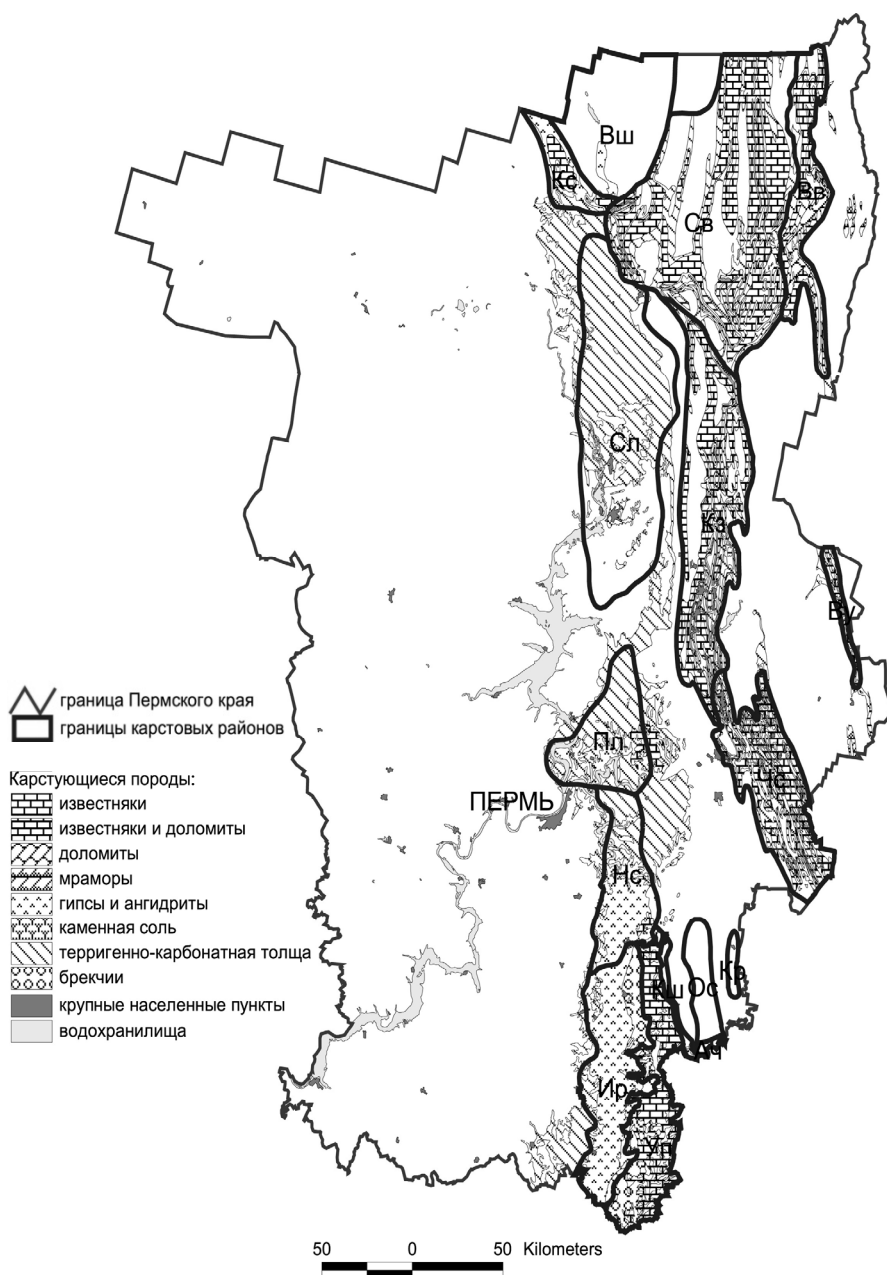 Вш
Кс
Вв
Св
Сл
Кз
Ву
граница Пермского края
границы карстовых районов
Пл
Чс
Карстующиеся породы:
ПЕРМЬ
известняки
известняки и доломиты
доломиты
мраморы
гипсы и ангидриты
каменная соль
терригенно-карбонатная толща
брекчии
крупные населенные пункты
водохранилища
Нс
Кш
Ос
Ир
Уп
50 0 50 Kilometers